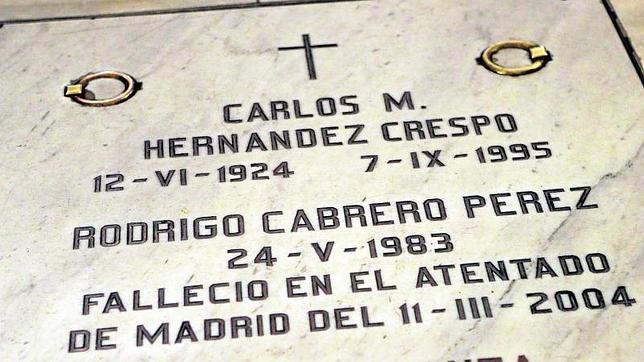 CARLOS M.
HERNANDEZ CRESPO
12-VI-1924 7-IX-1995
RODRIGO CABRERO PEREZ
24-V-1983
FALLECIO EN EL ATENTADO
DE MADRID DEL 11-III-2004